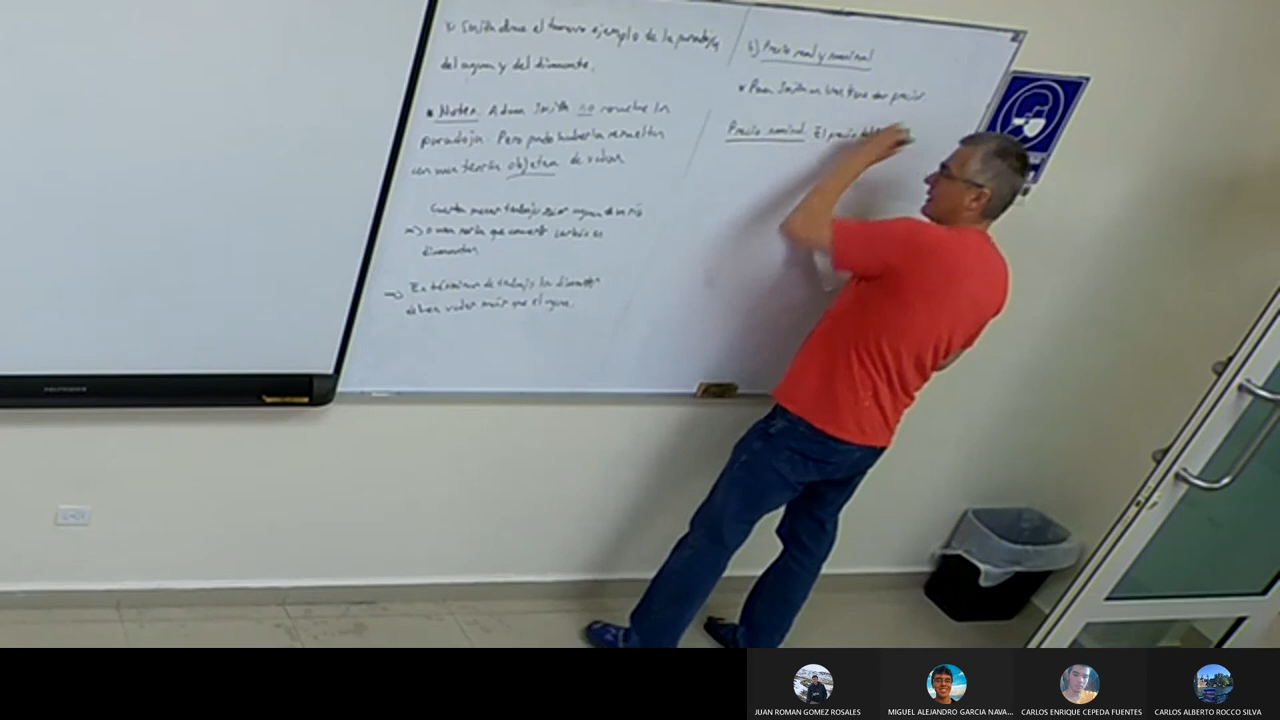 * Smith da el famoso ejemplo de la paradoja
del agua y del diamante.
* Nota: Adam Smith no resuelve la
paradoja. Pero pudo haberla resuelto
con una teoría objetiva de valor
Cuesta menos trabajo sacar agua de un río
=> o una noria que convertir carbón en
diamantes
=> En términos de trabajo los diamantes
deben valer más que el agua.
b) Precio real y nominal
* Para Smith un bien tiene dos precios.
Precio nominal: El precio del
JUAN ROMAN GOMEZ ROSALES
MIGUEL ALEJANDRO GARCIA NAVA...
CARLOS ENRIQUE CEPEDA FUENTES
CARLOS ALBERTO ROCCO SILVA